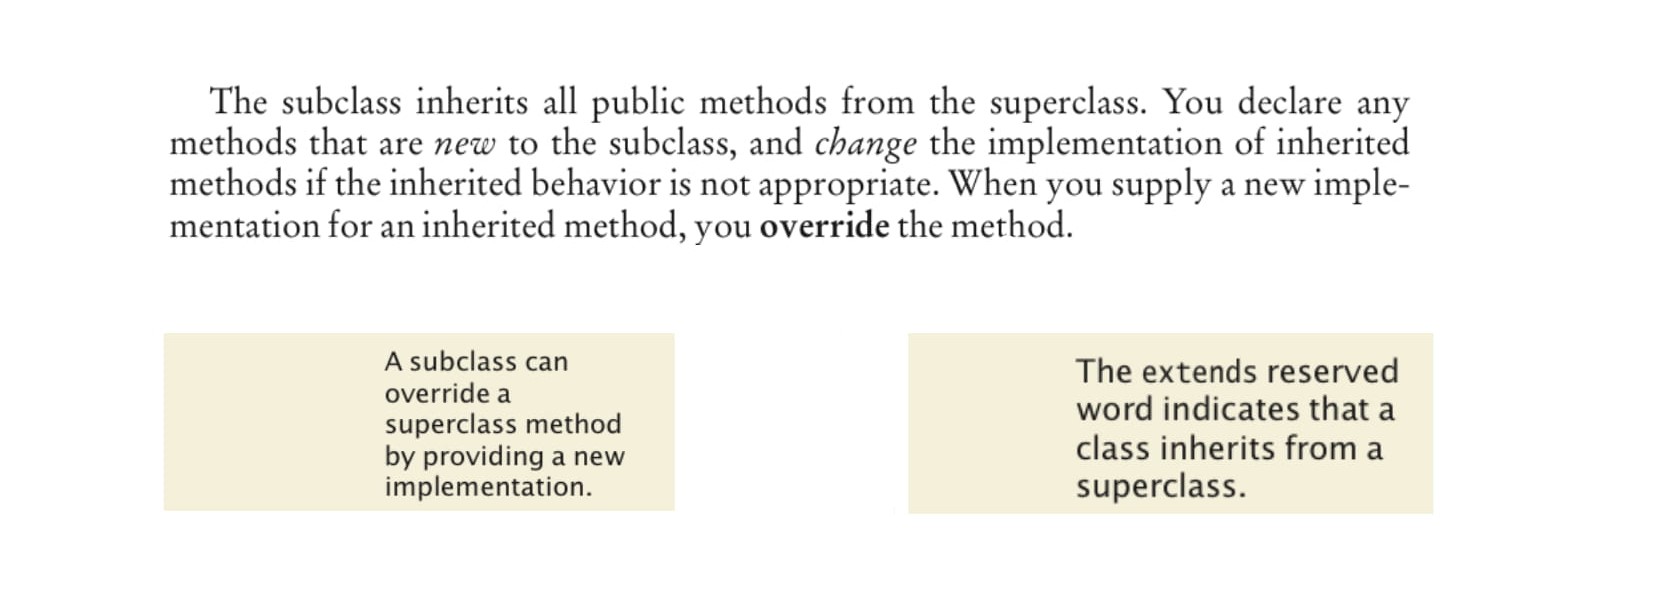 The subclass inherits all public methods from the superclass. You declare any
methods that are new to the subclass, and change the implementation of inherited
methods if the inherited behavior is not appropriate. When you supply a new imple-
mentation for an inherited method, you override the method.
A subclass can
override a
superclass method
by providing a new
implementation.
The extends reserved
word indicates that a
class inherits from a
superclass.